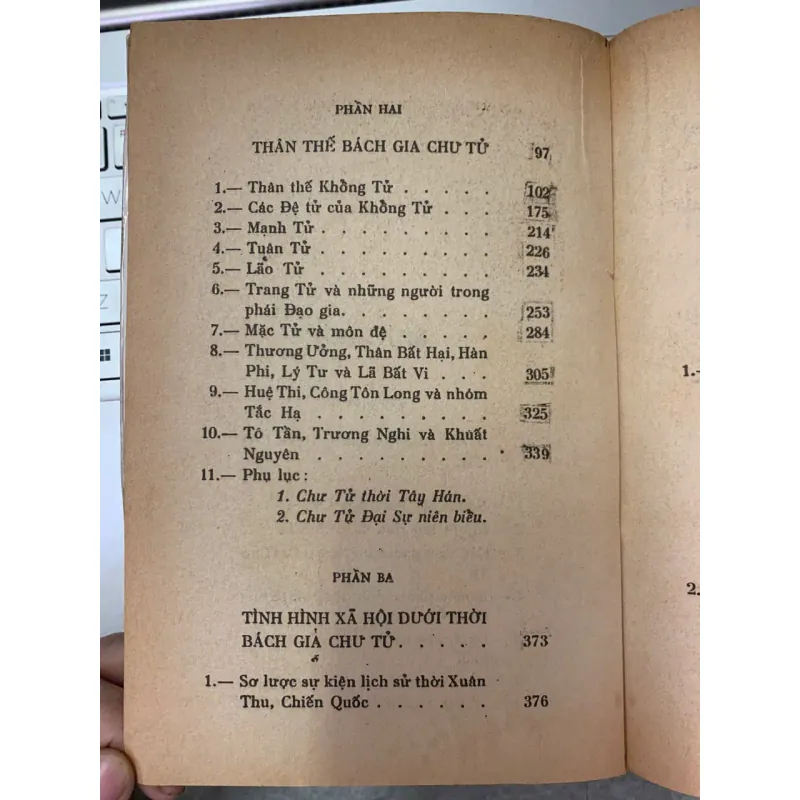 PHẦN HAI
THÂN THẾ BÁCH GIA CHƯ TỬ 97
1.— Thân thế Khổng Tử . . . . . 102
2.— Các Đệ tử của Khổng Tử . . . 175
3.— Mạnh Tử . . . . . . . . . 214
4.— Tuân Tử . . . . . . . . . 226
5.— Lão Tử . . . . . . . . . 234
6.— Trang Tử và những người trong
phái Đạo gia. . . . . . . . 253
7.— Mặc Tử và môn đệ . . . . . 284
8.— Thương Ưởng, Thân Bất Hại, Hàn
Phi, Lý Tư và Lã Bất Vi . . . 305
9.— Huệ Thi, Công Tôn Long và nhóm
Tắc Hạ . . . . . . . . . 325
10.— Tô Tần, Trương Nghi và Khuất
Nguyên . . . . . . . . . 339
11.— Phụ lục :
1. Chư Tử thời Tây Hán.
2. Chư Tử Đại Sự niên biểu.
PHẦN BA
TÌNH HÌNH XÃ HỘI DƯỚI THỜI
BÁCH GIA CHƯ TỬ. . . . . 373
1.— Sơ lược sự kiện lịch sử thời Xuân
Thu, Chiến Quốc . . . . . . 376
1.-
2.
W
Z